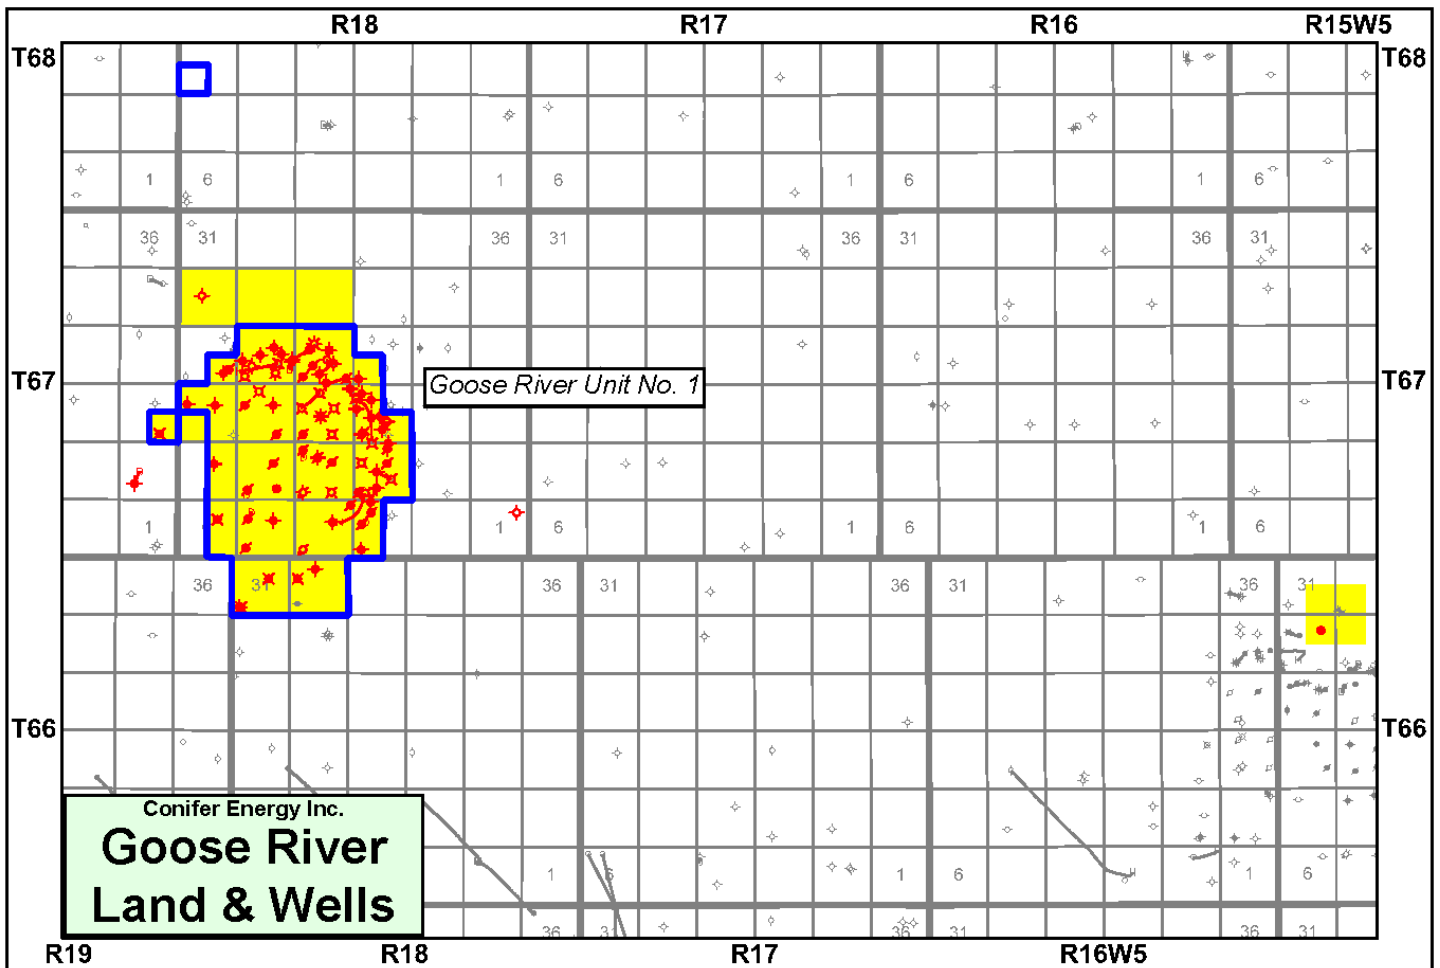 R18 R17 R16 R15W5
T68 T68
1 6 1 6 1 6 1 6
36 31 36 31 36 31 36 31
T67 Goose River Unit No. 1 T67
1 1 6 1 6 1 6
36 31 36 31 36 31 36 31
T66 T66
Conifer Energy Inc.
Goose River
Land & Wells
1 6 1 6 1 6
36 31 36 31 36 31
R19 R18 R17 R16W5